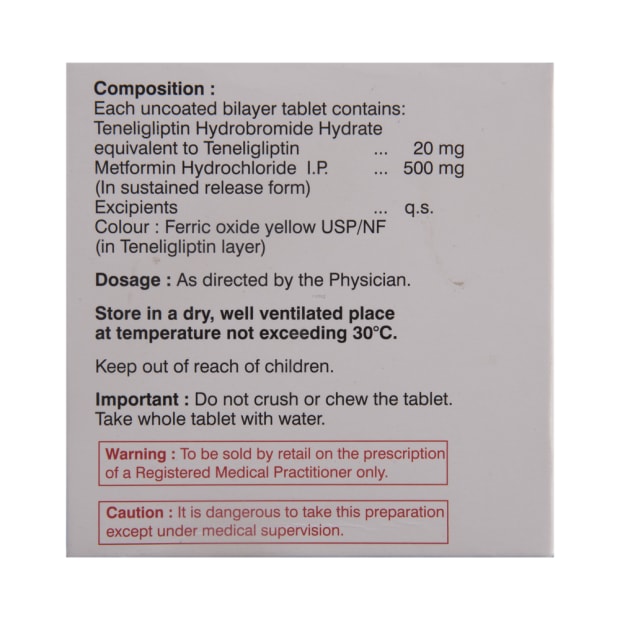 Composition :
Each uncoated bilayer tablet contains:
Teneligliptin Hydrobromide Hydrate
equivalent to Teneligliptin ... 20 mg
Metformin Hydrochloride I.P. ... 500 mg
(In sustained release form)
Excipients ... q.s.
Colour : Ferric oxide yellow USP/NF
(in Teneligliptin layer)
Dosage : As directed by the Physician.
Store in a dry, well ventilated place
at temperature not exceeding 30°C.
Keep out of reach of children.
Important : Do not crush or chew the tablet.
Take whole tablet with water.
Warning : To be sold by retail on the prescription
of a Registered Medical Practitioner only.
Caution : It is dangerous to take this preparation
except under medical supervision.